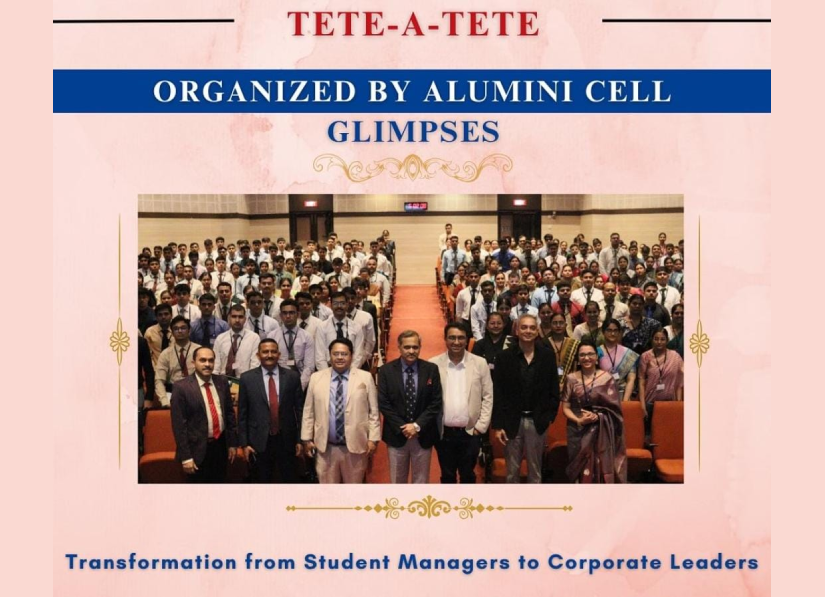 TETE-A-TETE
ORGANIZED BY ALUMINI CELL
GLIMPSES
Transformation from Student Managers to Corporate Leaders